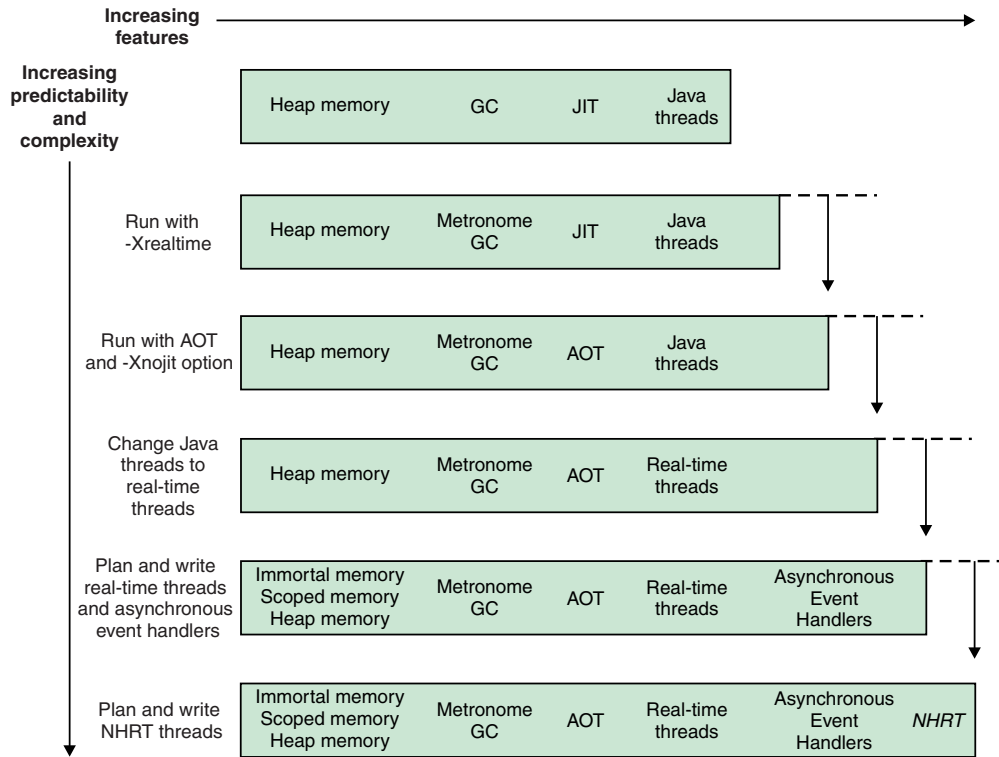 Increasing
features
Increasing
predictability
and
complexity
Heap memory
GC
JIT
Java
threads
Run with
-Xrealtime
Heap memory
Metronome
GC
JIT
Java
threads
Run with AOT
and -Xnojit option
Heap memory
Metronome
GC
AOT
Java
threads
Change Java
threads to
real-time
threads
Heap memory
Metronome
GC
AOT
Real-time
threads
Plan and write
real-time threads
and asynchronous
event handlers
Immortal memory
Scoped memory
Heap memory
Metronome
GC
AOT
Real-time
threads
Asynchronous
Event
Handlers
Plan and write
NHRT threads
Immortal memory
Scoped memory
Heap memory
Metronome
GC
AOT
Real-time
threads
Asynchronous
Event
Handlers
NHRT